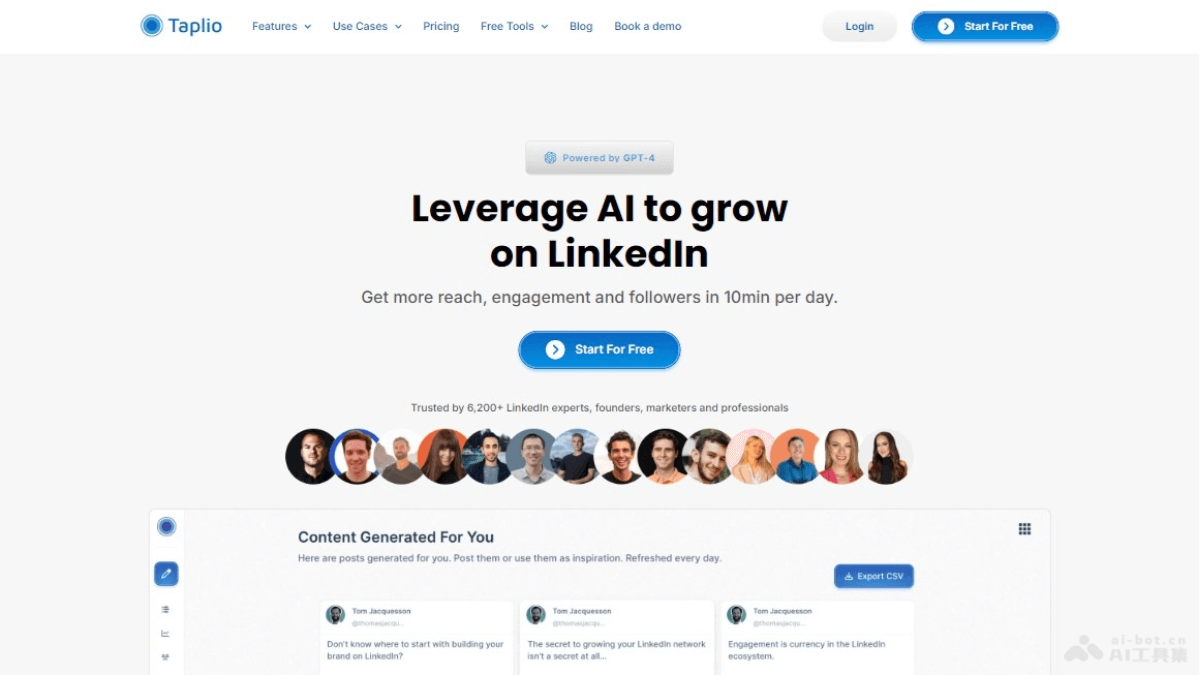 Taplio
Features
Use Cases
Pricing
Free Tools
Blog
Book a demo
Login
Start For Free
Powered by GPT-4
Leverage AI to grow
on LinkedIn
Get more reach, engagement and followers in 10min per day.
Start For Free
Trusted by 6,200+ LinkedIn experts, founders, marketers and professionals
Content Generated For You
Here are posts generated for you. Post them or use them as inspiration. Refreshed every day.
Export CSV
Tom Jacquesson
@thomasjacqu...
Don't know where to start with building your
brand on LinkedIn?
Tom Jacquesson
@thomasjacqu...
The secret to growing your LinkedIn network
isn't a secret at all...
Tom Jacquesson
@thomasjacqu...
Engagement is currency in the LinkedIn
ecosystem.
ai-bot.cn
AI工具集